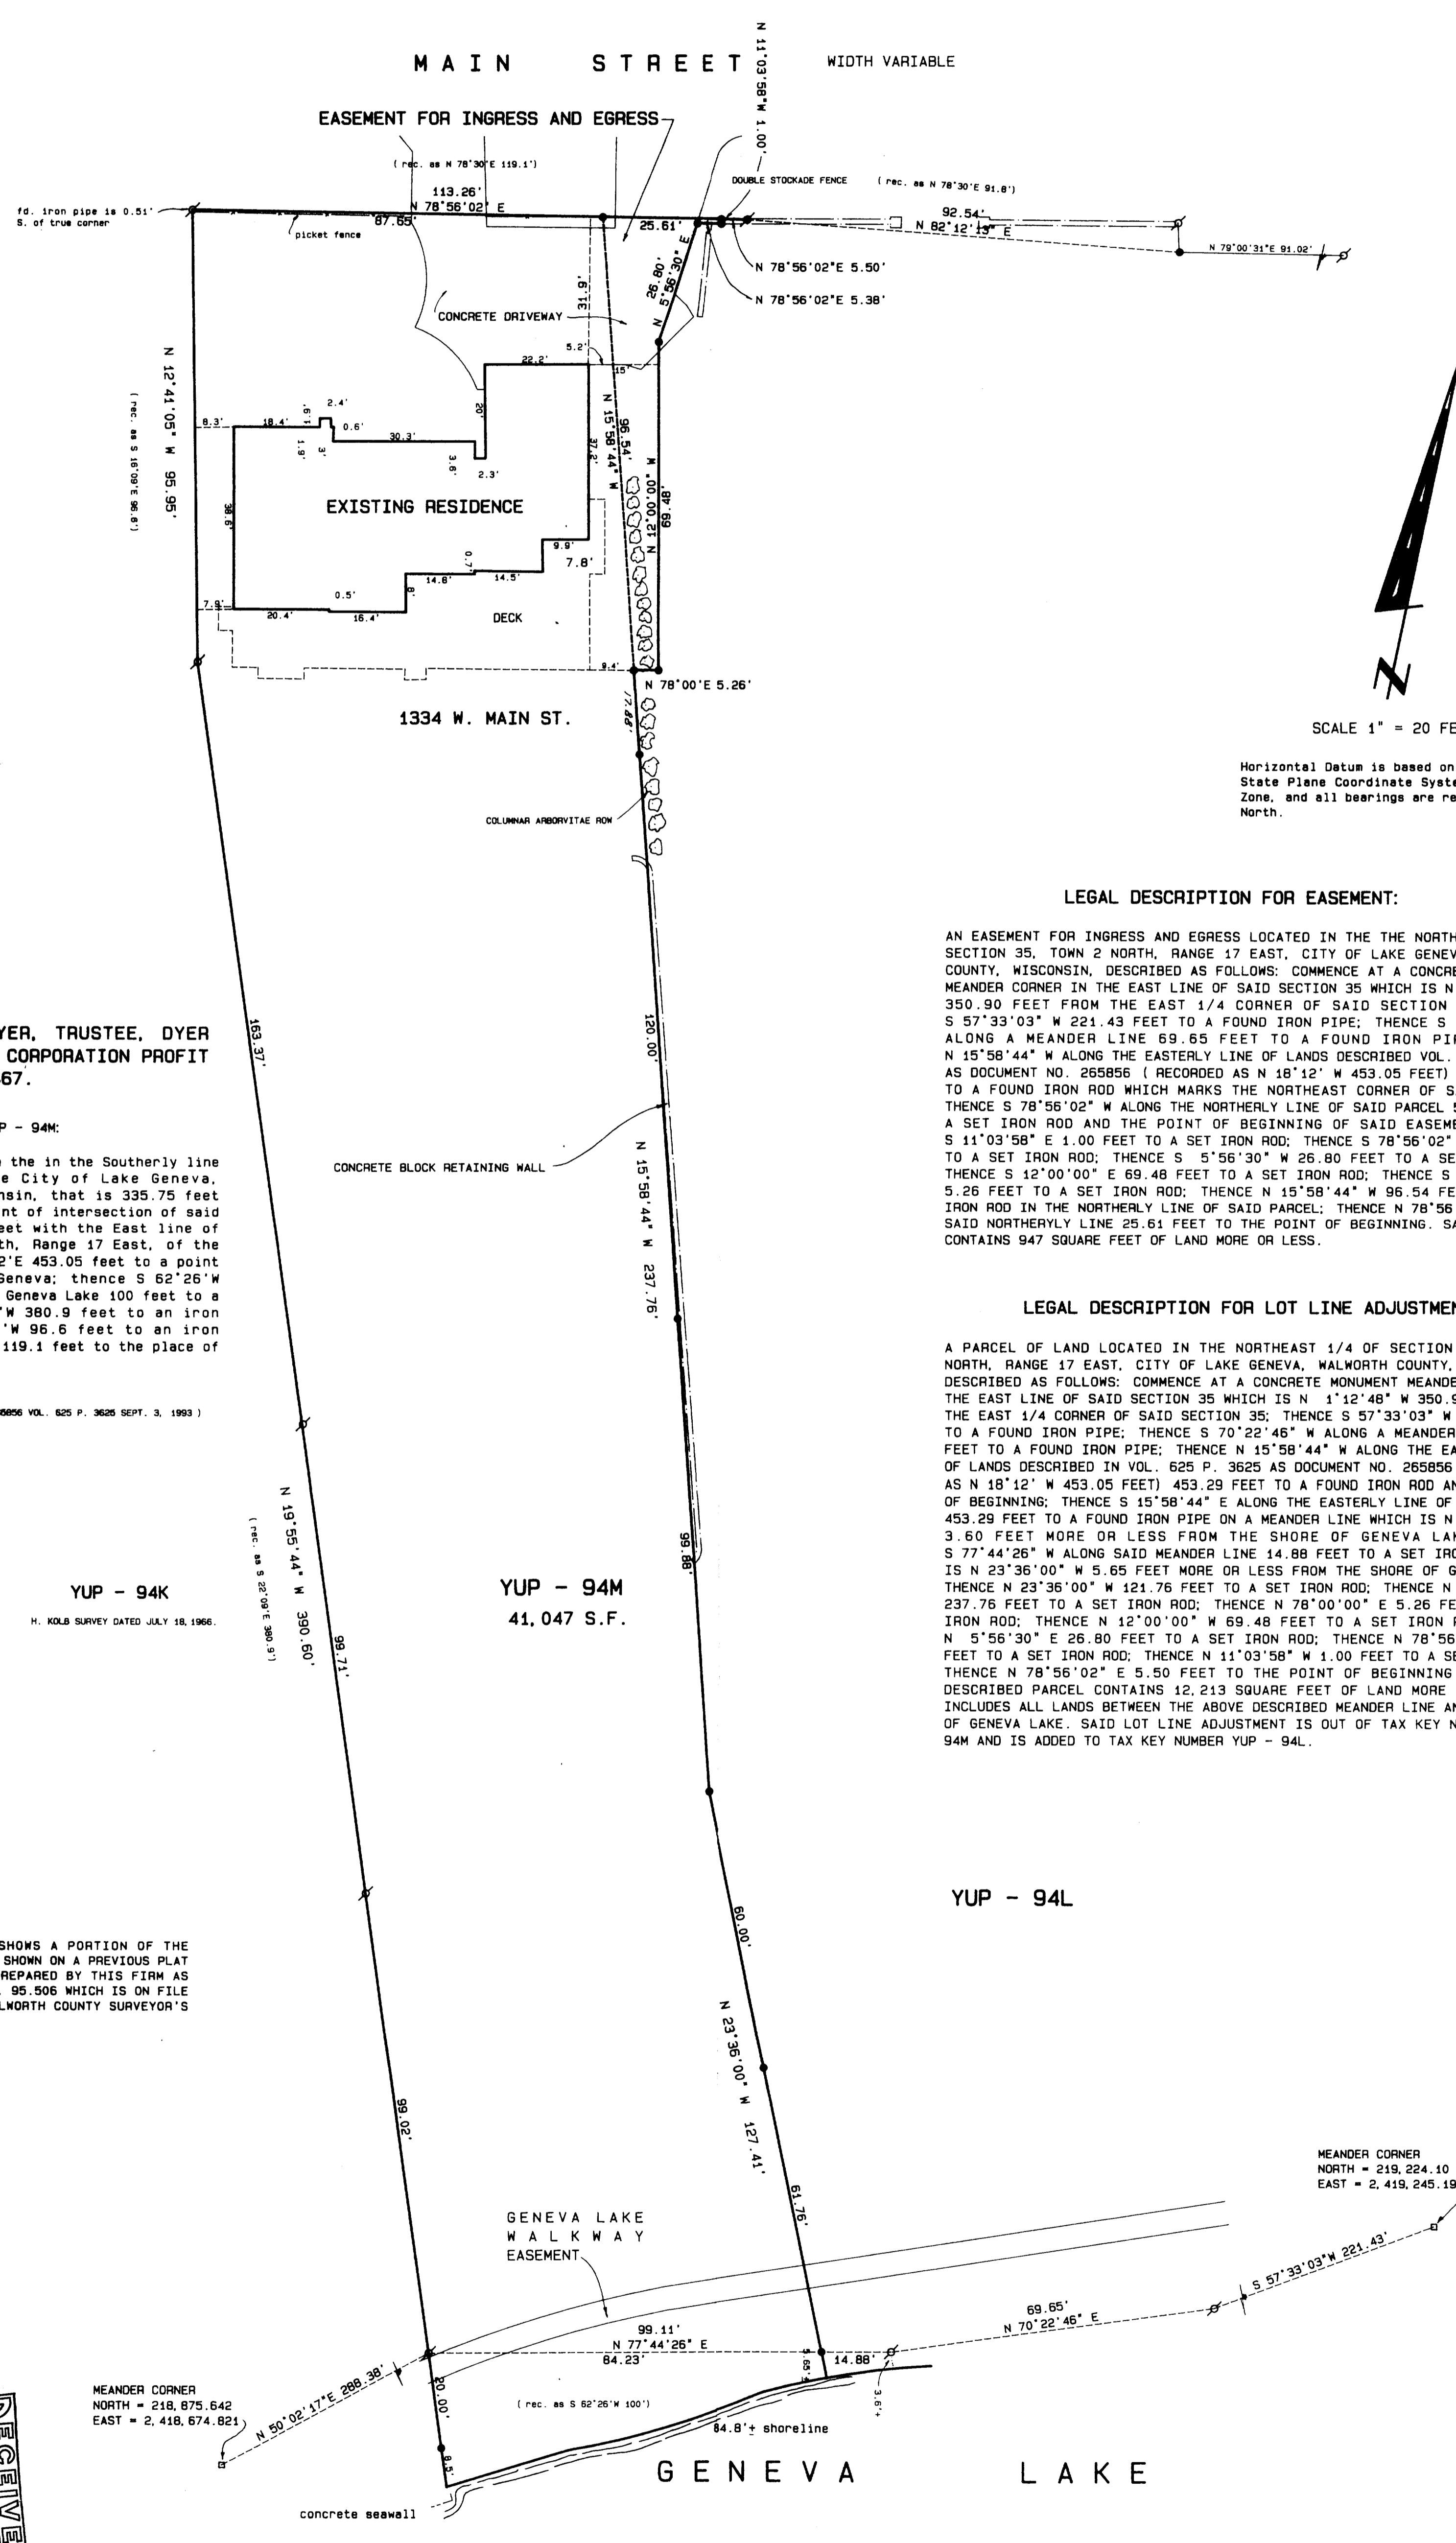 MAIN STREET WIDTH VARIABLE
N 11°03'58"W 1.00'
EASEMENT FOR INGRESS AND EGRESS
( rec. as N 78°30'E 119.1')
113.26'
N 78°56'02" E
87.65'
25.61'
fd. iron pipe is 0.51'
S. of true corner
picket fence
DOUBLE STOCKADE FENCE
( rec. as N 78°30'E 91.8')
92.54'
N 82°12'13" E
N 79°00'31"E 91.02'
N 78°56'02"E 5.50'
N 78°56'02"E 5.38'
26.80'
N 5°56'30" E
31.9'
CONCRETE DRIVEWAY
5.2'
22.2'
15'
N 12°41'05" W 95.95'
( rec. as S 16°09'E 96.6')
8.3'
18.4'
1.6'
2.4'
0.6'
1.9'
3'
30.3'
3.6'
2.3'
20'
37.2'
N 15°58'44" W
96.54'
N 12°00'00" W
69.48'
EXISTING RESIDENCE
38.6'
9.9'
7.8'
0.7'
14.8'
14.5'
8'
0.5'
7.9'
20.4'
16.4'
DECK
9.4'
N 78°00'E 5.26'
17.88'
1334 W. MAIN ST.
COLUMNAR ARBORVITAE ROW
N
SCALE 1" = 20 FE
Horizontal Datum is based on
State Plane Coordinate Syste
Zone, and all bearings are re
North.
LEGAL DESCRIPTION FOR EASEMENT:
AN EASEMENT FOR INGRESS AND EGRESS LOCATED IN THE THE NORTH
SECTION 35, TOWN 2 NORTH, RANGE 17 EAST, CITY OF LAKE GENEV
COUNTY, WISCONSIN, DESCRIBED AS FOLLOWS: COMMENCE AT A CONCRE
MEANDER CORNER IN THE EAST LINE OF SAID SECTION 35 WHICH IS N
350.90 FEET FROM THE EAST 1/4 CORNER OF SAID SECTION
S 57°33'03" W 221.43 FEET TO A FOUND IRON PIPE; THENCE S
ALONG A MEANDER LINE 69.65 FEET TO A FOUND IRON PIP
N 15°58'44" W ALONG THE EASTERLY LINE OF LANDS DESCRIBED VOL.
AS DOCUMENT NO. 265856 ( RECORDED AS N 18°12' W 453.05 FEET)
TO A FOUND IRON ROD WHICH MARKS THE NORTHEAST CORNER OF S
THENCE S 78°56'02" W ALONG THE NORTHERLY LINE OF SAID PARCEL 5
A SET IRON ROD AND THE POINT OF BEGINNING OF SAID EASEME
S 11°03'58" E 1.00 FEET TO A SET IRON ROD; THENCE S 78°56'02"
TO A SET IRON ROD; THENCE S 5°56'30" W 26.80 FEET TO A SE
THENCE S 12°00'00" E 69.48 FEET TO A SET IRON ROD; THENCE S
5.26 FEET TO A SET IRON ROD; THENCE N 15°58'44" W 96.54 FE
IRON ROD IN THE NORTHERLY LINE OF SAID PARCEL; THENCE N 78°56
SAID NORTHERYLY LINE 25.61 FEET TO THE POINT OF BEGINNING. SA
CONTAINS 947 SQUARE FEET OF LAND MORE OR LESS.
LEGAL DESCRIPTION FOR LOT LINE ADJUSTMEN
A PARCEL OF LAND LOCATED IN THE NORTHEAST 1/4 OF SECTION
NORTH, RANGE 17 EAST, CITY OF LAKE GENEVA, WALWORTH COUNTY,
DESCRIBED AS FOLLOWS: COMMENCE AT A CONCRETE MONUMENT MEANDE
THE EAST LINE OF SAID SECTION 35 WHICH IS N 1°12'48" W 350.9
THE EAST 1/4 CORNER OF SAID SECTION 35; THENCE S 57°33'03" W
TO A FOUND IRON PIPE; THENCE S 70°22'46" W ALONG A MEANDER
FEET TO A FOUND IRON PIPE; THENCE N 15°58'44" W ALONG THE EA
OF LANDS DESCRIBED IN VOL. 625 P. 3625 AS DOCUMENT NO. 265856
AS N 18°12' W 453.05 FEET) 453.29 FEET TO A FOUND IRON ROD AN
OF BEGINNING; THENCE S 15°58'44" E ALONG THE EASTERLY LINE OF
453.29 FEET TO A FOUND IRON PIPE ON A MEANDER LINE WHICH IS N
3.60 FEET MORE OR LESS FROM THE SHORE OF GENEVA LAK
S 77°44'26" W ALONG SAID MEANDER LINE 14.88 FEET TO A SET IRO
IS N 23°36'00" W 5.65 FEET MORE OR LESS FROM THE SHORE OF G
THENCE N 23°36'00" W 121.76 FEET TO A SET IRON ROD; THENCE N
237.76 FEET TO A SET IRON ROD; THENCE N 78°00'00" E 5.26 FE
IRON ROD; THENCE N 12°00'00" W 69.48 FEET TO A SET IRON R
N 5°56'30" E 26.80 FEET TO A SET IRON ROD; THENCE N 78°56
FEET TO A SET IRON ROD; THENCE N 11°03'58" W 1.00 FEET TO A SE
THENCE N 78°56'02" E 5.50 FEET TO THE POINT OF BEGINNING
DESCRIBED PARCEL CONTAINS 12,213 SQUARE FEET OF LAND MORE
INCLUDES ALL LANDS BETWEEN THE ABOVE DESCRIBED MEANDER LINE AN
OF GENEVA LAKE. SAID LOT LINE ADJUSTMENT IS OUT OF TAX KEY N
94M AND IS ADDED TO TAX KEY NUMBER YUP - 94L.
YER, TRUSTEE, DYER
CORPORATION PROFIT
67.
P - 94M:
the in the Southerly line
e City of Lake Geneva,
nsin, that is 335.75 feet
nt of intersection of said
eet with the East line of
th, Range 17 East, of the
2'E 453.05 feet to a point
Geneva; thence S 62°26'W
Geneva Lake 100 feet to a
'W 380.9 feet to an iron
'W 96.6 feet to an iron
119.1 feet to the place of
5856 VOL. 625 P. 3625 SEPT. 3, 1993 )
163.37'
120.00'
CONCRETE BLOCK RETAINING WALL
N 15°58'44" W 237.76'
99.88'
N 19°55'44" W 390.60'
( rec. as S 22°09'E 380.9')
99.71'
YUP - 94K
H. KOLB SURVEY DATED JULY 18, 1966.
YUP - 94M
41,047 S.F.
YUP - 94L
SHOWS A PORTION OF THE
SHOWN ON A PREVIOUS PLAT
REPARED BY THIS FIRM AS
. 95.506 WHICH IS ON FILE
LWORTH COUNTY SURVEYOR'S
60.00'
N 23°36'00" W 127.41'
61.76'
99.02'
GENEVA LAKE
WALKWAY
EASEMENT
MEANDER CORNER
NORTH = 219,224.10
EAST = 2,419,245.19
S 57°33'03"W 221.43'
69.65'
N 70°22'46" E
99.11'
N 77°44'26" E
84.23'
5.65'±
14.88'
3.6'±
N 50°02'17"E 288.38'
MEANDER CORNER
NORTH = 218,875.642
EAST = 2,418,674.821
20.00'
8.5'
( rec. as S 62°26'W 100')
84.8'± shoreline
GENEVA LAKE
concrete seawall
RECEIVE